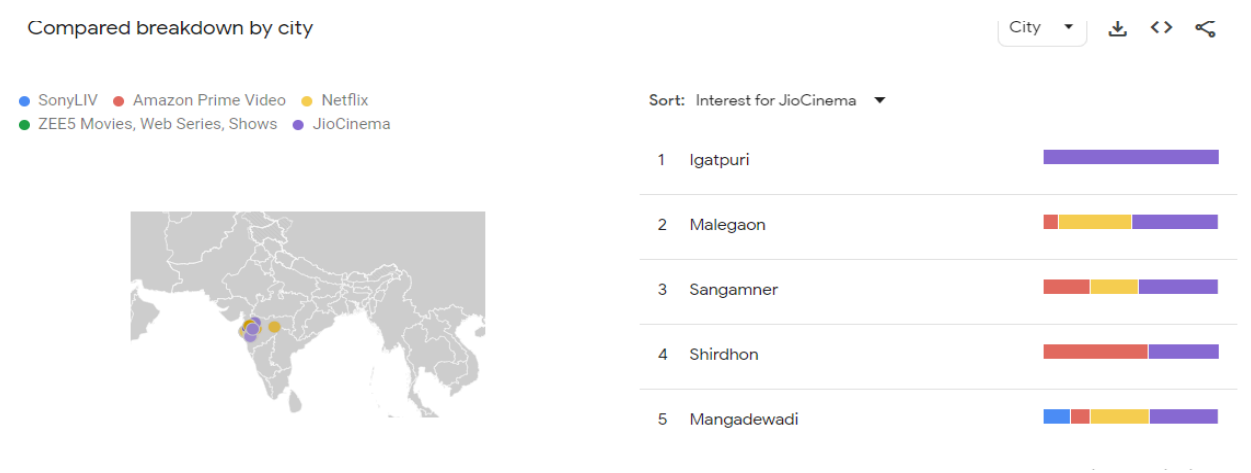 Compared breakdown by city
City
SonyLIV Amazon Prime Video Netflix
ZEE5 Movies, Web Series, Shows JioCinema
Sort: Interest for JioCinema
1 Igatpuri
2 Malegaon
3 Sangamner
4 Shirdhon
5 Mangadewadi